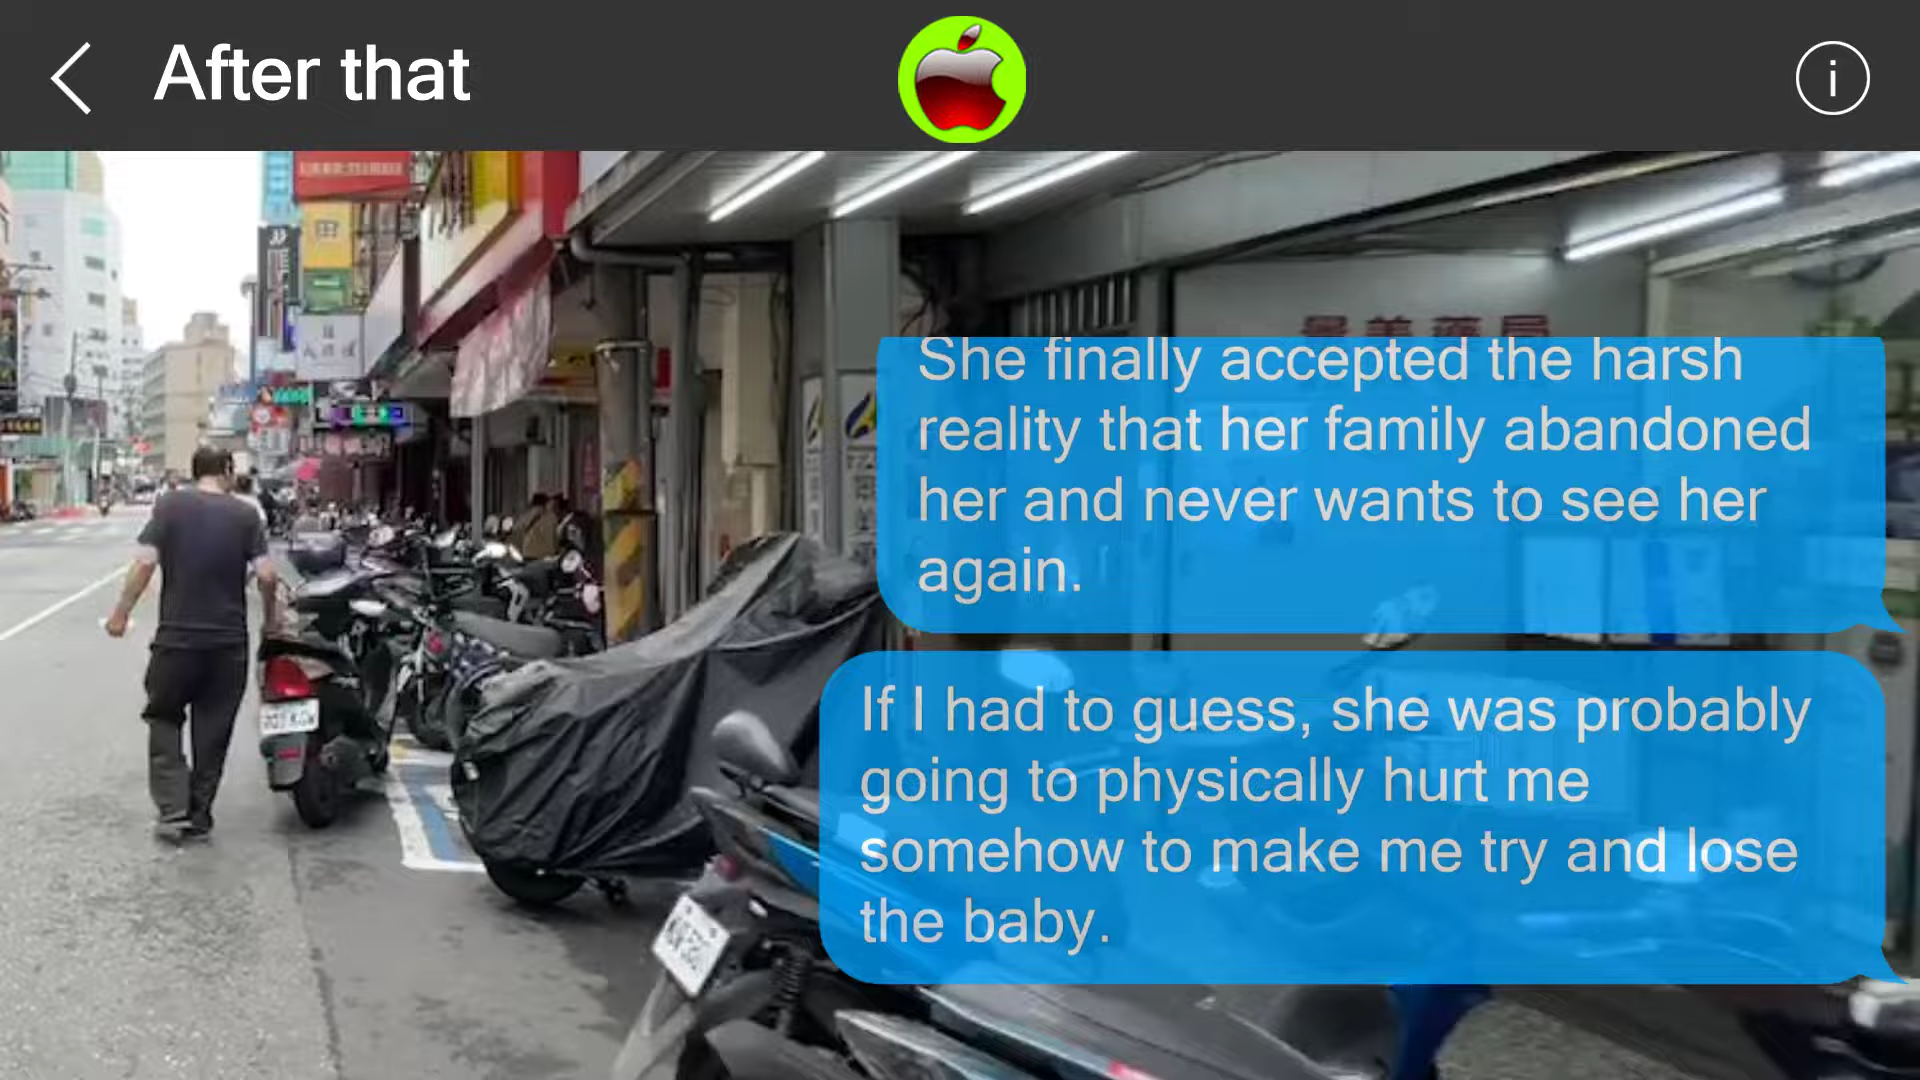 After that
i
She finally accepted the harsh
reality that her family abandoned
her and never wants to see her
again.
If I had to guess, she was probably
going to physically hurt me
somehow to make me try and lose
the baby.